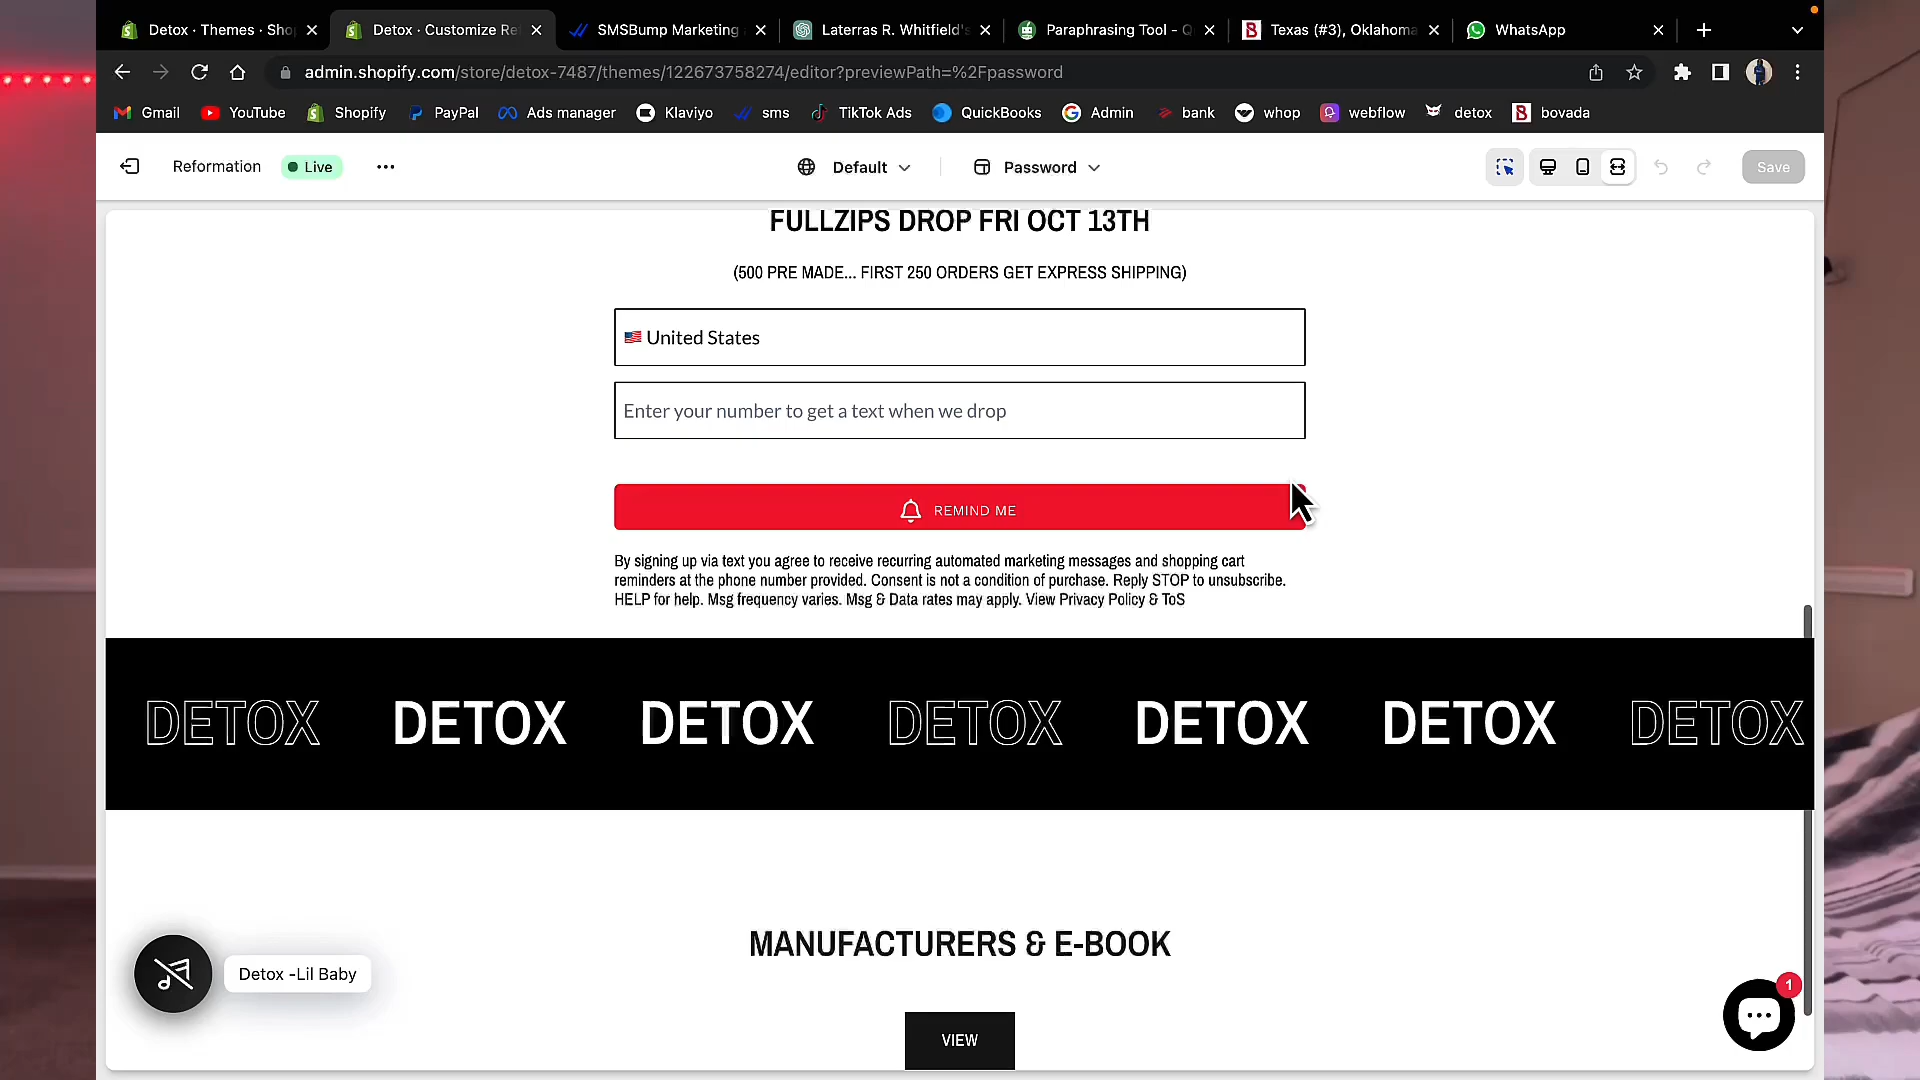 Detox · Themes · Sho
Detox · Customize Re
SMSBump Marketing
Laterras R. Whitfield's
Paraphrasing Tool - Q
Texas (#3), Oklahoma
WhatsApp
admin.shopify.com/store/detox-7487/themes/122673758274/editor?previewPath=%2Fpassword
Gmail
YouTube
Shopify
PayPal
Ads manager
Klaviyo
sms
TikTok Ads
QuickBooks
Admin
bank
whop
webflow
detox
bovada
Reformation
Live
Default
Password
Save
FULLZIPS DROP FRI OCT 13TH
(500 PRE MADE... FIRST 250 ORDERS GET EXPRESS SHIPPING)
United States
Enter your number to get a text when we drop
REMIND ME
By signing up via text you agree to receive recurring automated marketing messages and shopping cart
reminders at the phone number provided. Consent is not a condition of purchase. Reply STOP to unsubscribe.
HELP for help. Msg frequency varies. Msg & Data rates may apply. View Privacy Policy & ToS
DETOX DETOX DETOX DETOX DETOX DETOX DETOX
MANUFACTURERS & E-BOOK
Detox -Lil Baby
1
VIEW